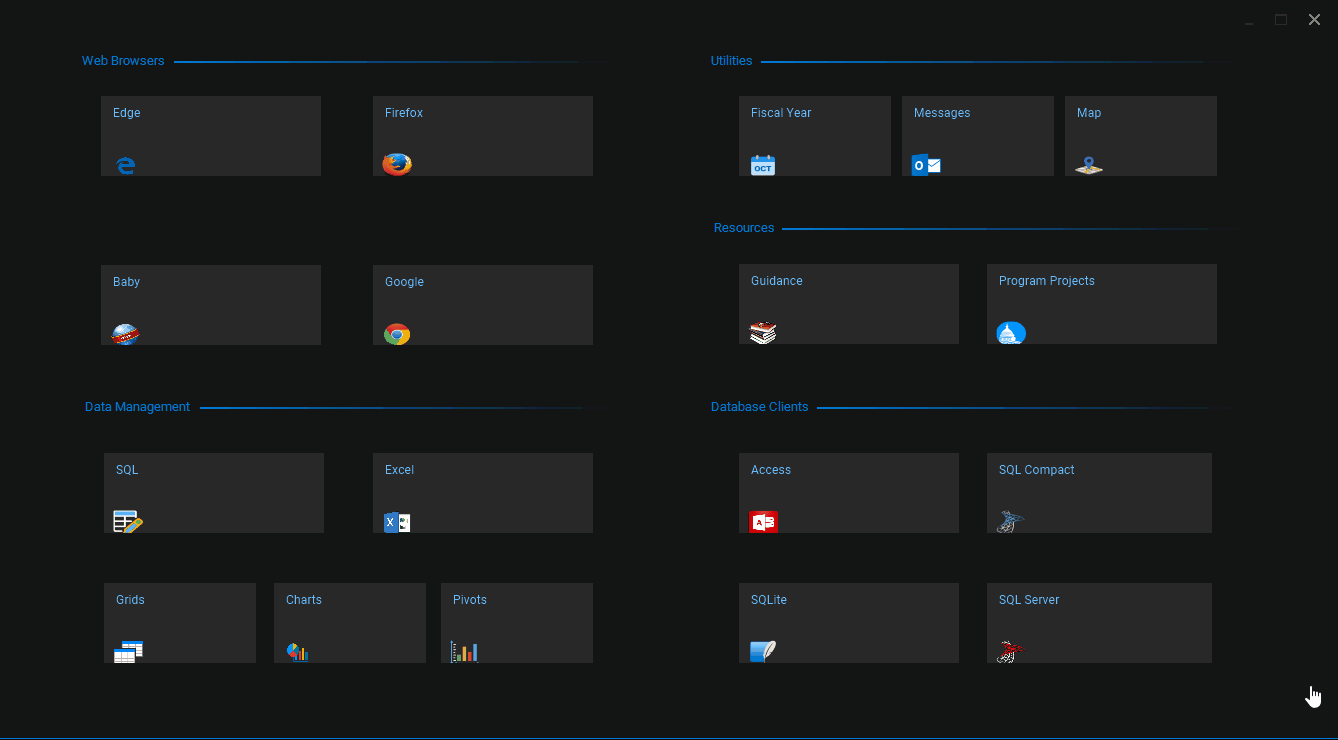 Web Browsers
Edge
Firefox
Baby
Google
Utilities
Fiscal Year
OCT
Messages
Map
Resources
Guidance
Program Projects
Data Management
SQL
Excel
X
Grids
Charts
Pivots
Database Clients
Access
A
SQL Compact
SQLite
SQL Server